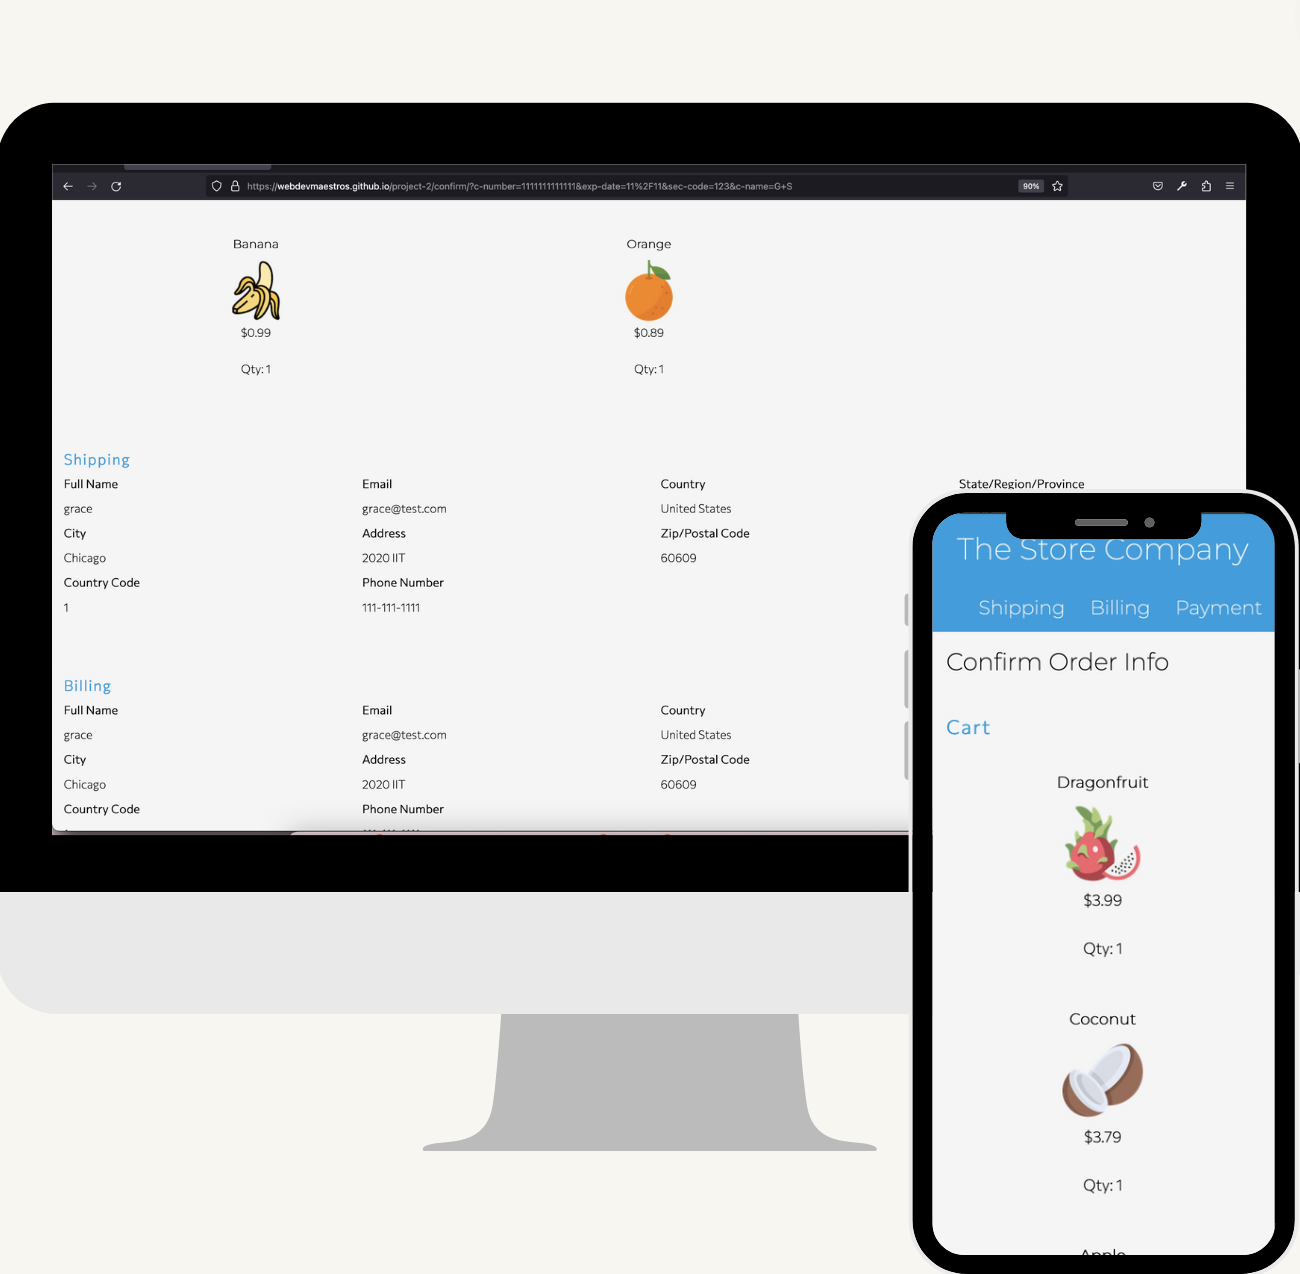 https://webdevmaestros.github.io/project-2/confirm/?c-number=1111111111111&exp-date=11%2F11&sec-code=123&c-name=G+S
90%
Banana
Orange
$0.99
$0.89
Qty: 1
Qty: 1
Shipping
Full Name
Email
Country
State/Region/Province
grace
grace@test.com
United States
City
Address
Zip/Postal Code
Chicago
2020 IIT
60609
Country Code
Phone Number
1
111-111-1111
Billing
Full Name
Email
Country
grace
grace@test.com
United States
City
Address
Zip/Postal Code
Chicago
2020 IIT
60609
Country Code
Phone Number
The Store Company
Shipping Billing Payment
Confirm Order Info
Cart
Dragonfruit
$3.99
Qty: 1
Coconut
$3.79
Qty: 1
Apple